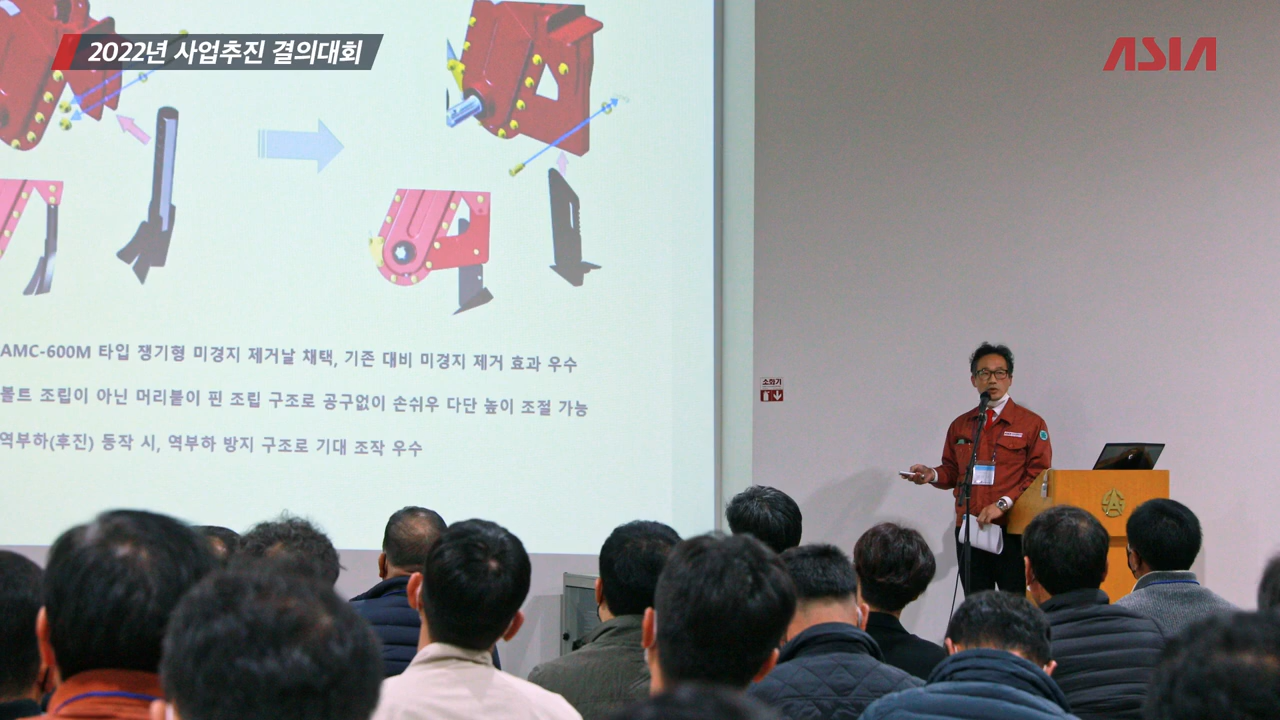 2022년 사업추진 결의대회
ASIA
AMC-600M 타입 쟁기형 미경지 제거날 채택, 기존 대비 미경지 제거 효과 우수
볼트 조립이 아닌 머리붙이 핀 조립 구조로 공구없이 손쉬우 다단 높이 조절 가능
역부하(후진) 동작 시, 역부하 방지 구조로 기대 조작 우수
소화기